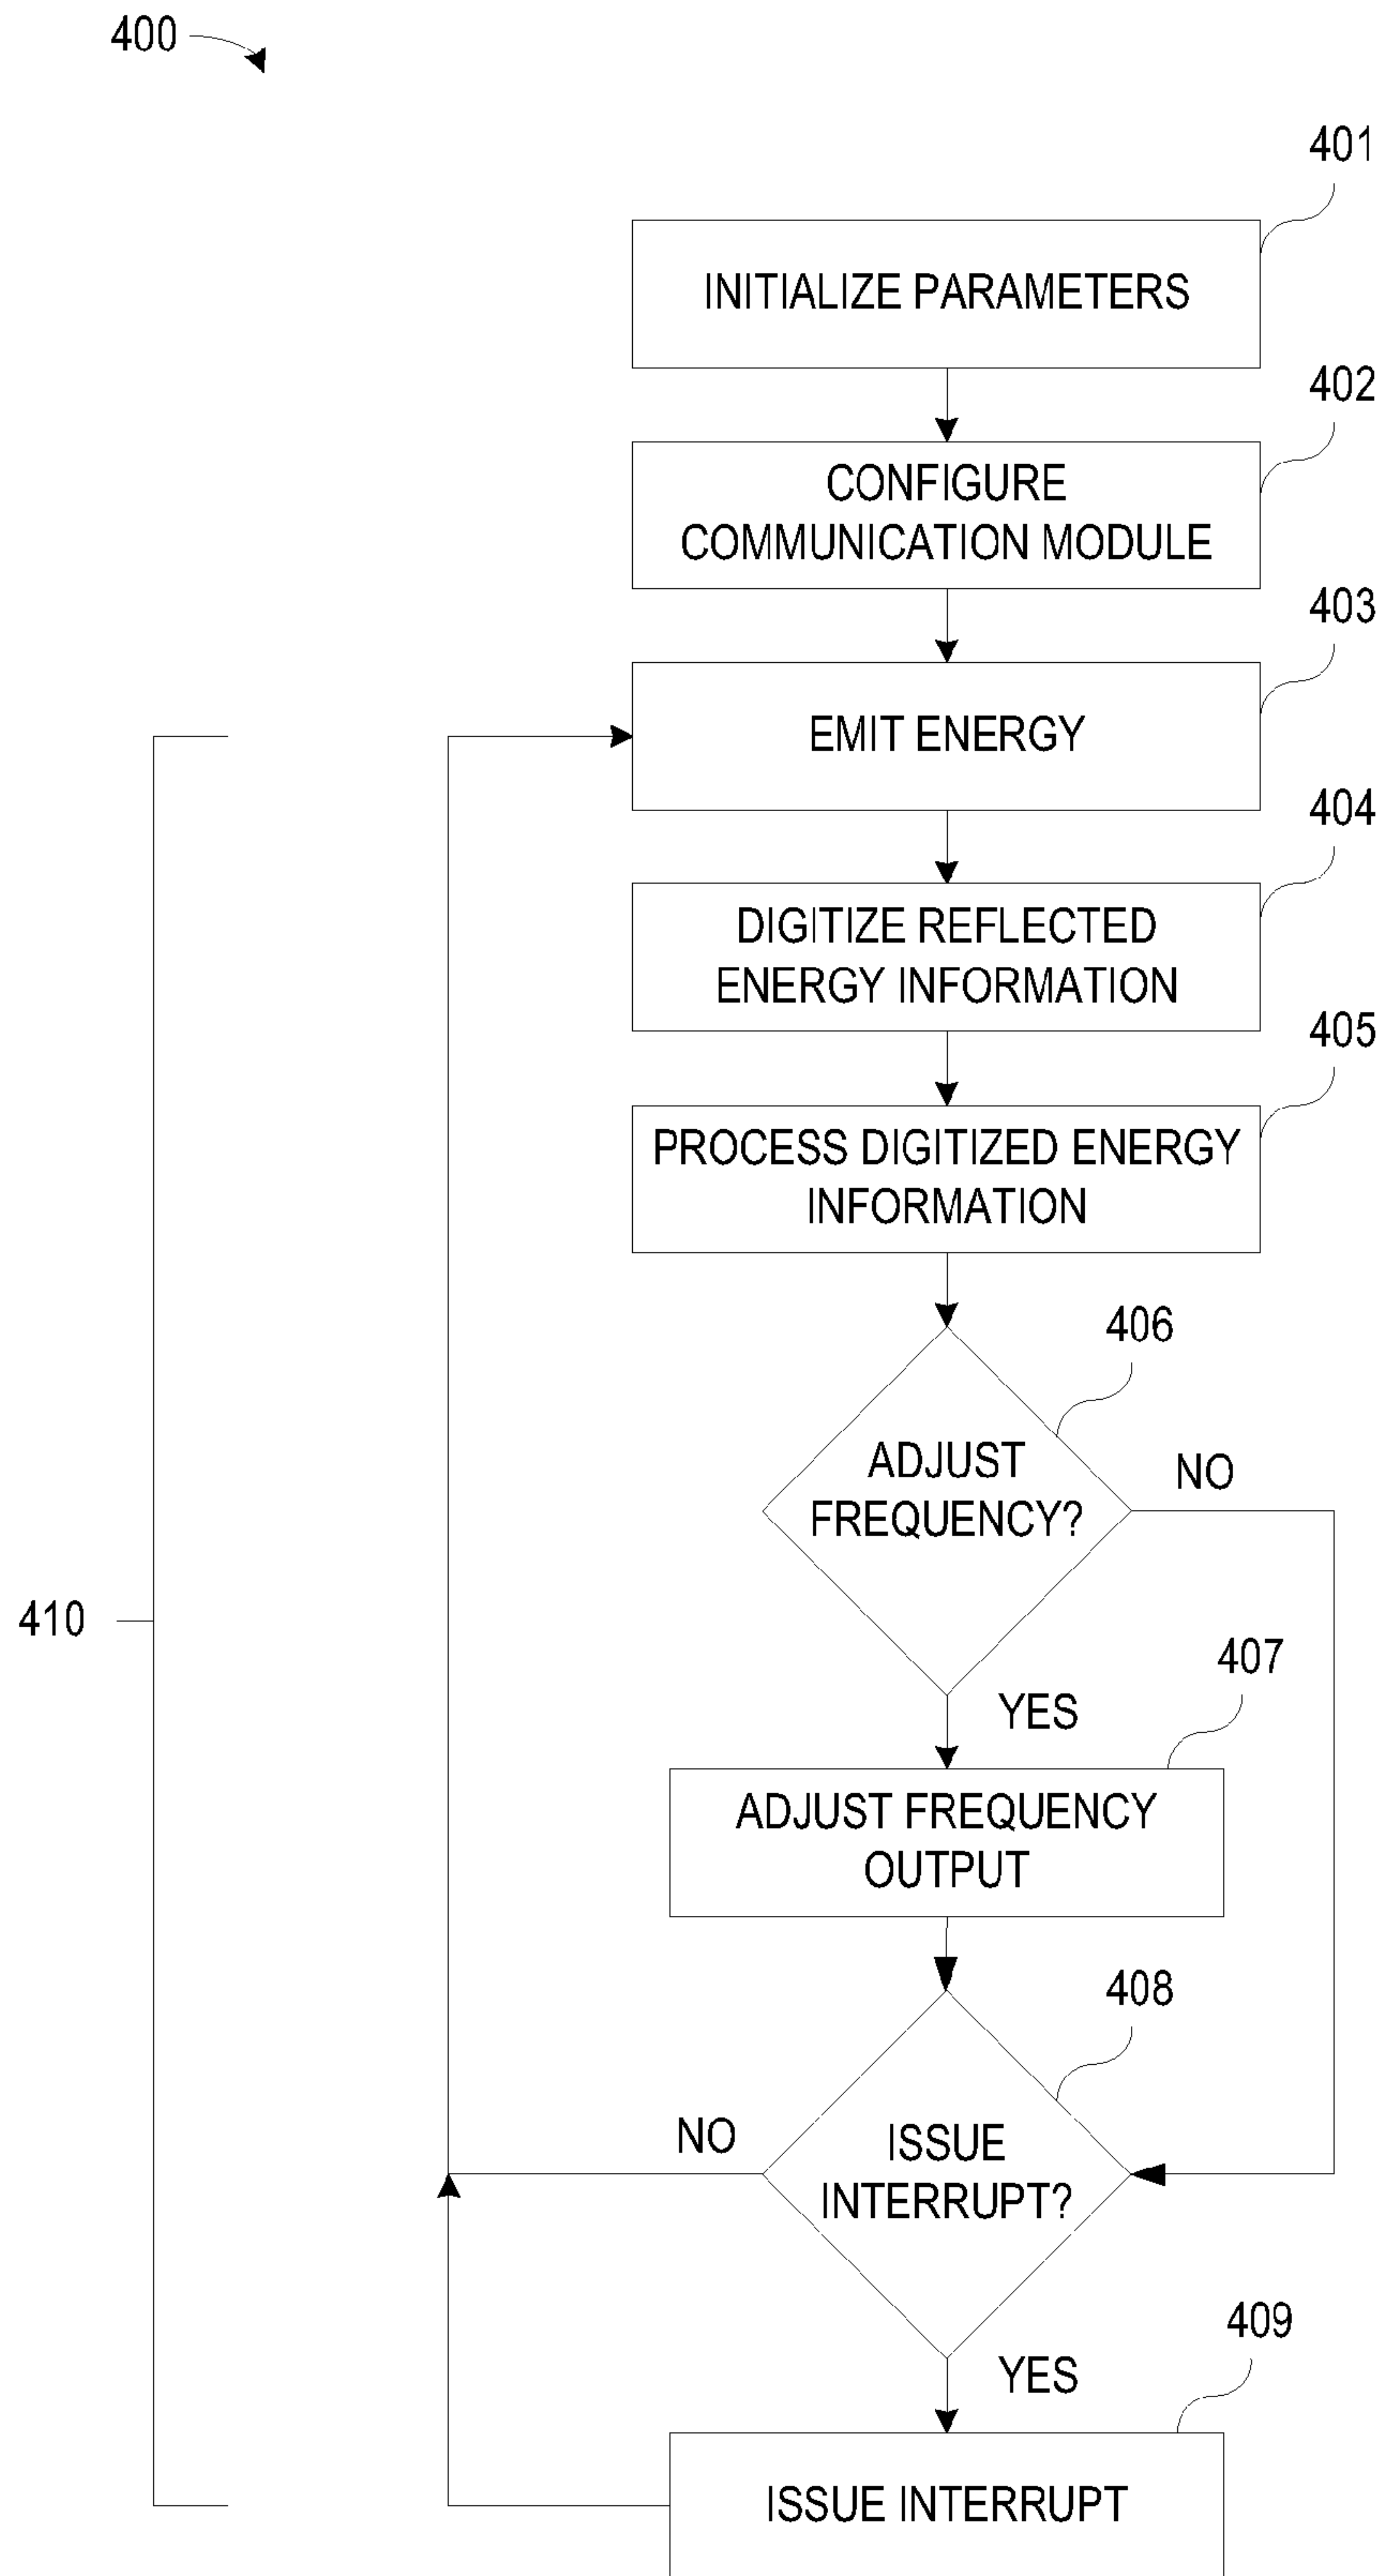 400
401
INITIALIZE PARAMETERS
402
CONFIGURE
COMMUNICATION MODULE
403
EMIT ENERGY
404
DIGITIZE REFLECTED
ENERGY INFORMATION
405
PROCESS DIGITIZED ENERGY
INFORMATION
406
ADJUST
FREQUENCY?
NO
410
YES
407
ADJUST FREQUENCY
OUTPUT
408
NO
ISSUE
INTERRUPT?
YES
409
ISSUE INTERRUPT